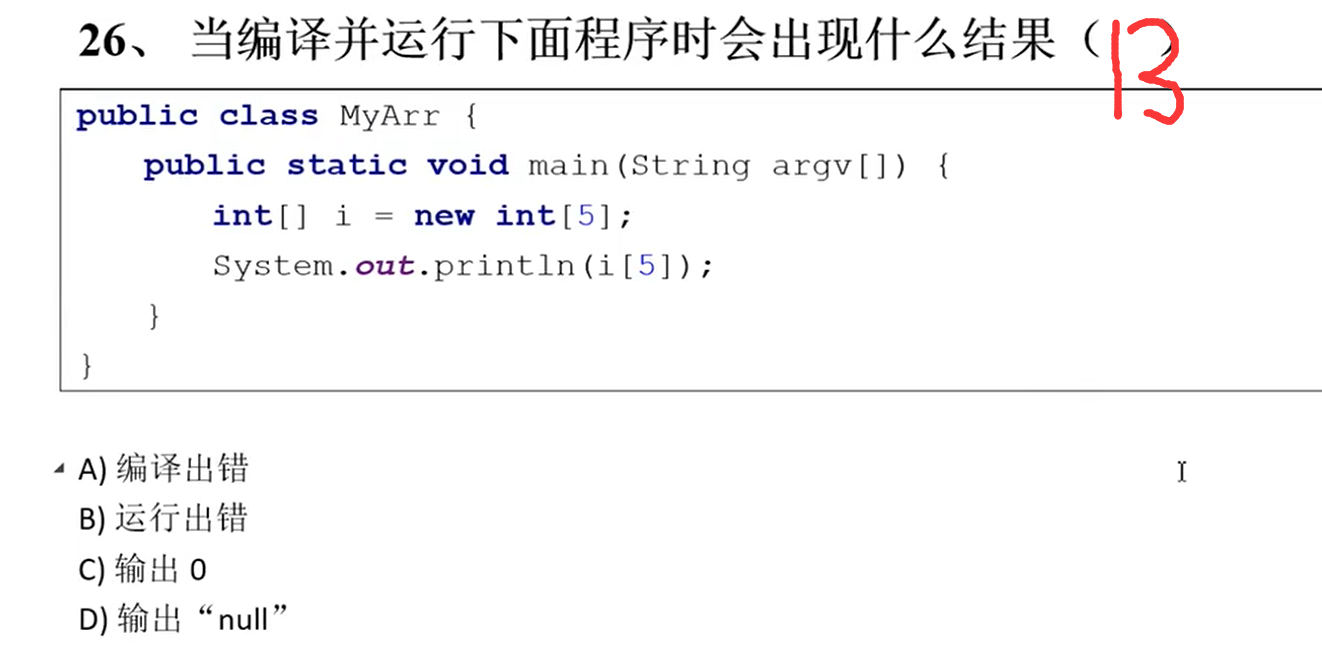 26、 当编译并运行下面程序时会出现什么结果（B）
public class MyArr {
    public static void main(String argv[]) {
        int[] i = new int[5];
        System.out.println(i[5]);
    }
}
A) 编译出错
B) 运行出错
C) 输出 0
D) 输出“null”